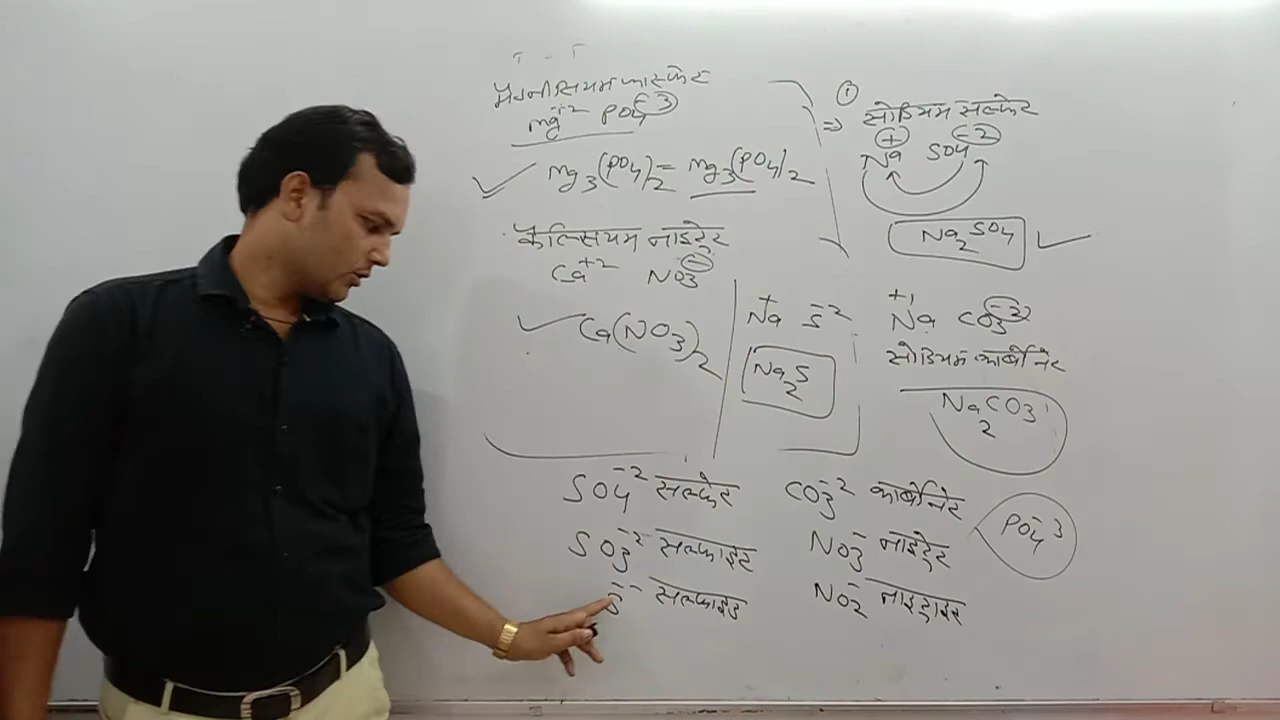 मैग्नीसियम फास्फेट
Mg+2 PO4-3
Mg3(PO4)2 = Mg3(PO4)2
कैल्सियम नाइट्रेट
Ca+2 NO3-
Ca(NO3)2
Na+ S-2
Na2S
① सोडियम सल्फेट
⇒ Na+ SO4-2
Na2SO4
Na+1 CO3-2
सोडियम कार्बोनेट
Na2CO3
SO4-2 सल्फेट CO3-2 कार्बोनेट
PO4-3
SO3-2 सल्फाइट NO3- नाइट्रेट
S-- सल्फाइड NO2- नाइट्राइट